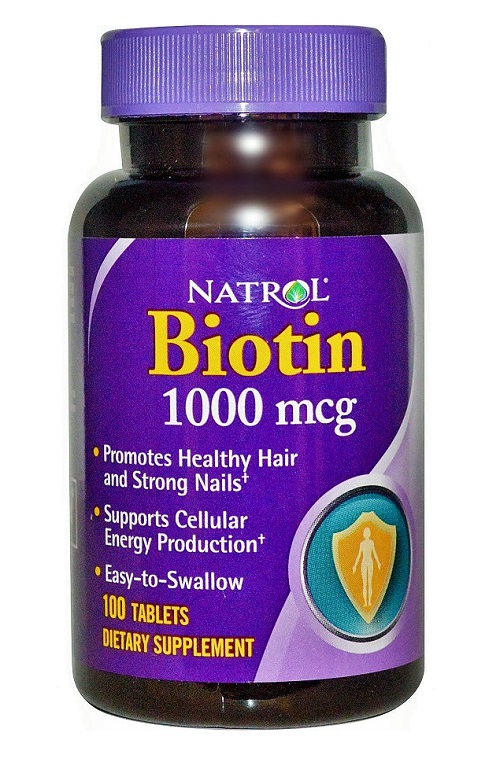 NATROL®
Biotin
1000 mcg
• Promotes Healthy Hair
and Strong Nails†
• Supports Cellular
Energy Production†
• Easy-to-Swallow
100 TABLETS
DIETARY SUPPLEMENT